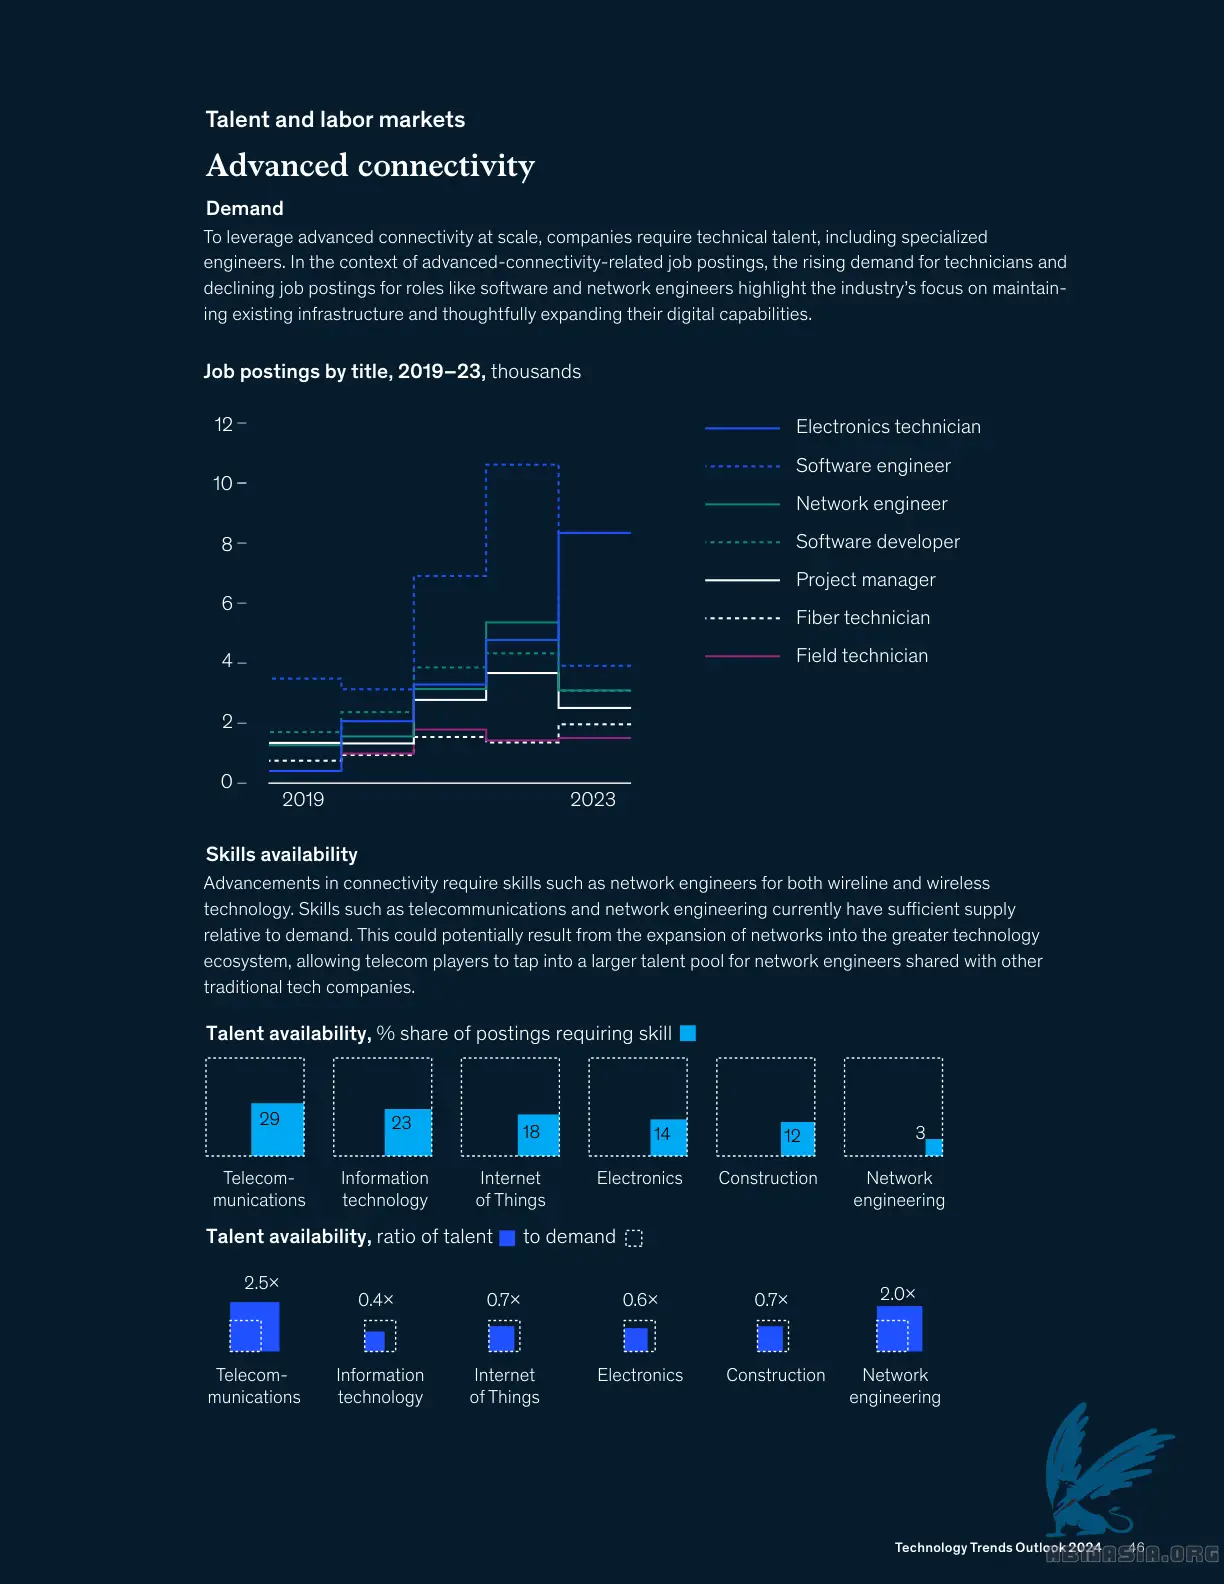 Talent and labor markets
Advanced connectivity
Demand
To leverage advanced connectivity at scale, companies require technical talent, including specialized
engineers. In the context of advanced-connectivity-related job postings, the rising demand for technicians and
declining job postings for roles like software and network engineers highlight the industry’s focus on maintain-
ing existing infrastructure and thoughtfully expanding their digital capabilities.
Job postings by title, 2019–23, thousands
12
10
8
6
4
2
0
2019
2023
Electronics technician
Software engineer
Network engineer
Software developer
Project manager
Fiber technician
Field technician
Skills availability
Advancements in connectivity require skills such as network engineers for both wireline and wireless
technology. Skills such as telecommunications and network engineering currently have sufficient supply
relative to demand. This could potentially result from the expansion of networks into the greater technology
ecosystem, allowing telecom players to tap into a larger talent pool for network engineers shared with other
traditional tech companies.
Talent availability, % share of postings requiring skill
29 23 18 14 12 3
Telecom- Information Internet Electronics Construction Network
munications technology of Things engineering
Talent availability, ratio of talent to demand
2.5× 0.4× 0.7× 0.6× 0.7× 2.0×
Telecom- Information Internet Electronics Construction Network
munications technology of Things engineering
Technology Trends Outlook 2024 46
ABNASIA.ORG